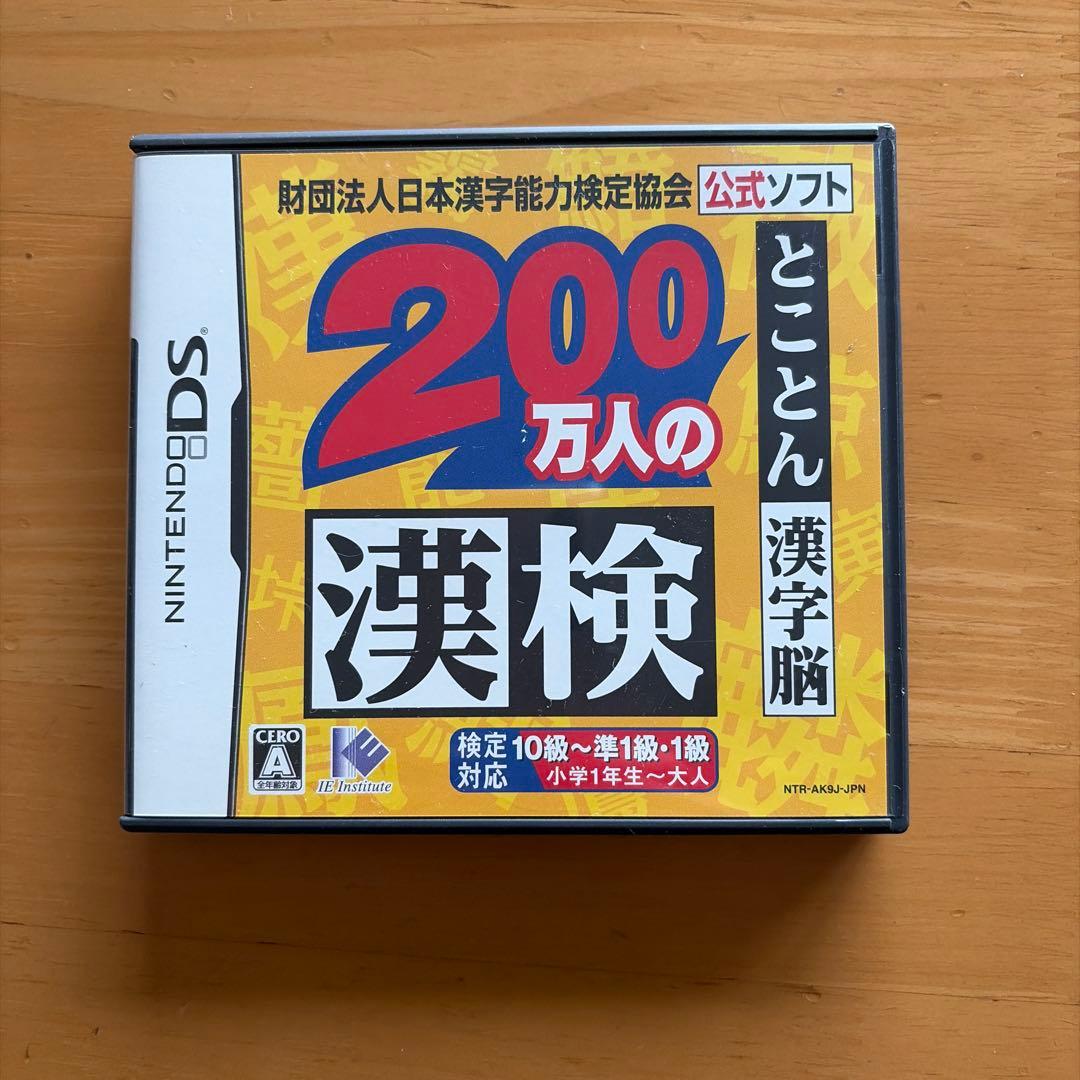 財団法人日本漢字能力検定協会 公式ソフト
200
万人の
漢検
とことん漢字脳
NINTENDO DS®
CERO
A
全年齢対象
IE
IE Institute
検定対応
10級〜準1級・1級
小学1年生〜大人
NTR-AK9J-JPN